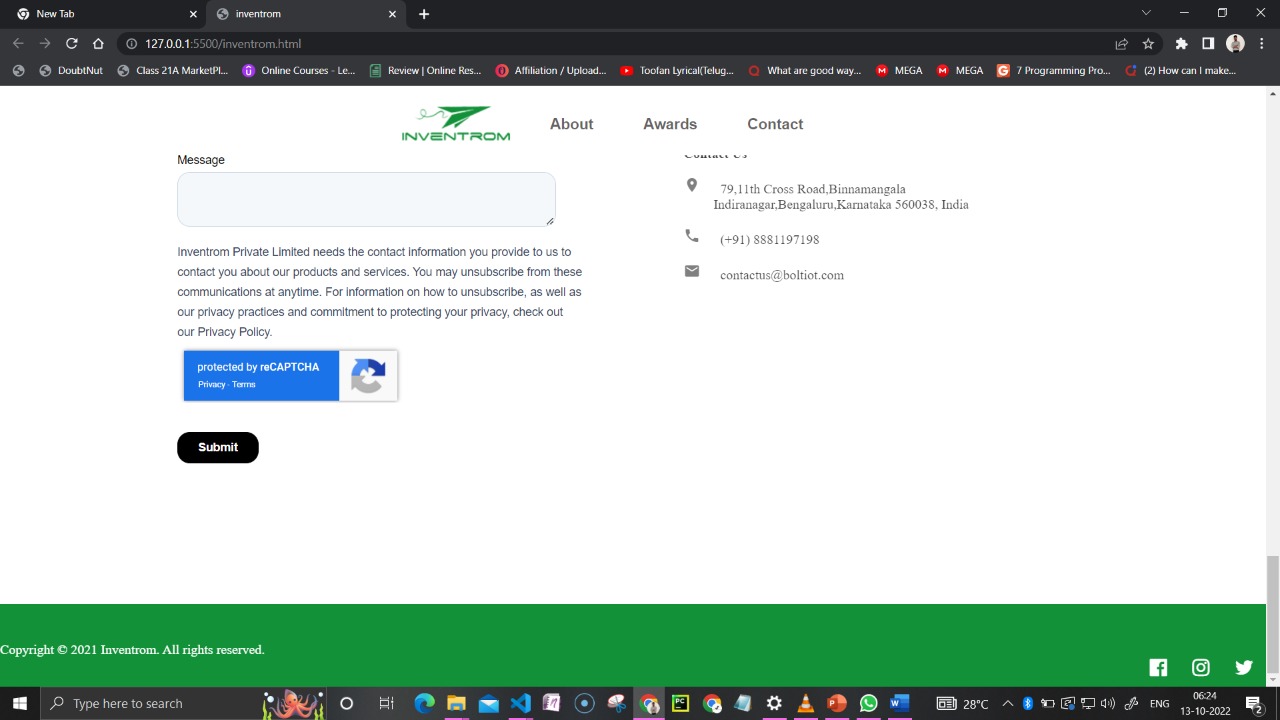 New Tab
inventrom
127.0.0.1:5500/inventrom.html
DoubtNut
Class 21A MarketPl...
Online Courses - Le...
Review | Online Res...
Affiliation / Upload...
Toofan Lyrical(Telug...
What are good way...
MEGA
MEGA
7 Programming Pro...
(2) How can I make...
INVENTROM
About
Awards
Contact
Message
Inventrom Private Limited needs the contact information you provide to us to
contact you about our products and services. You may unsubscribe from these
communications at anytime. For information on how to unsubscribe, as well as
our privacy practices and commitment to protecting your privacy, check out
our Privacy Policy.
protected by reCAPTCHA
Privacy - Terms
Submit
Contact Us
79,11th Cross Road,Binnamangala
Indiranagar,Bengaluru,Karnataka 560038, India
(+91) 8881197198
contactus@boltiot.com
Copyright © 2021 Inventrom. All rights reserved.
Type here to search
28°C
ENG
06:24
13-10-2022
2